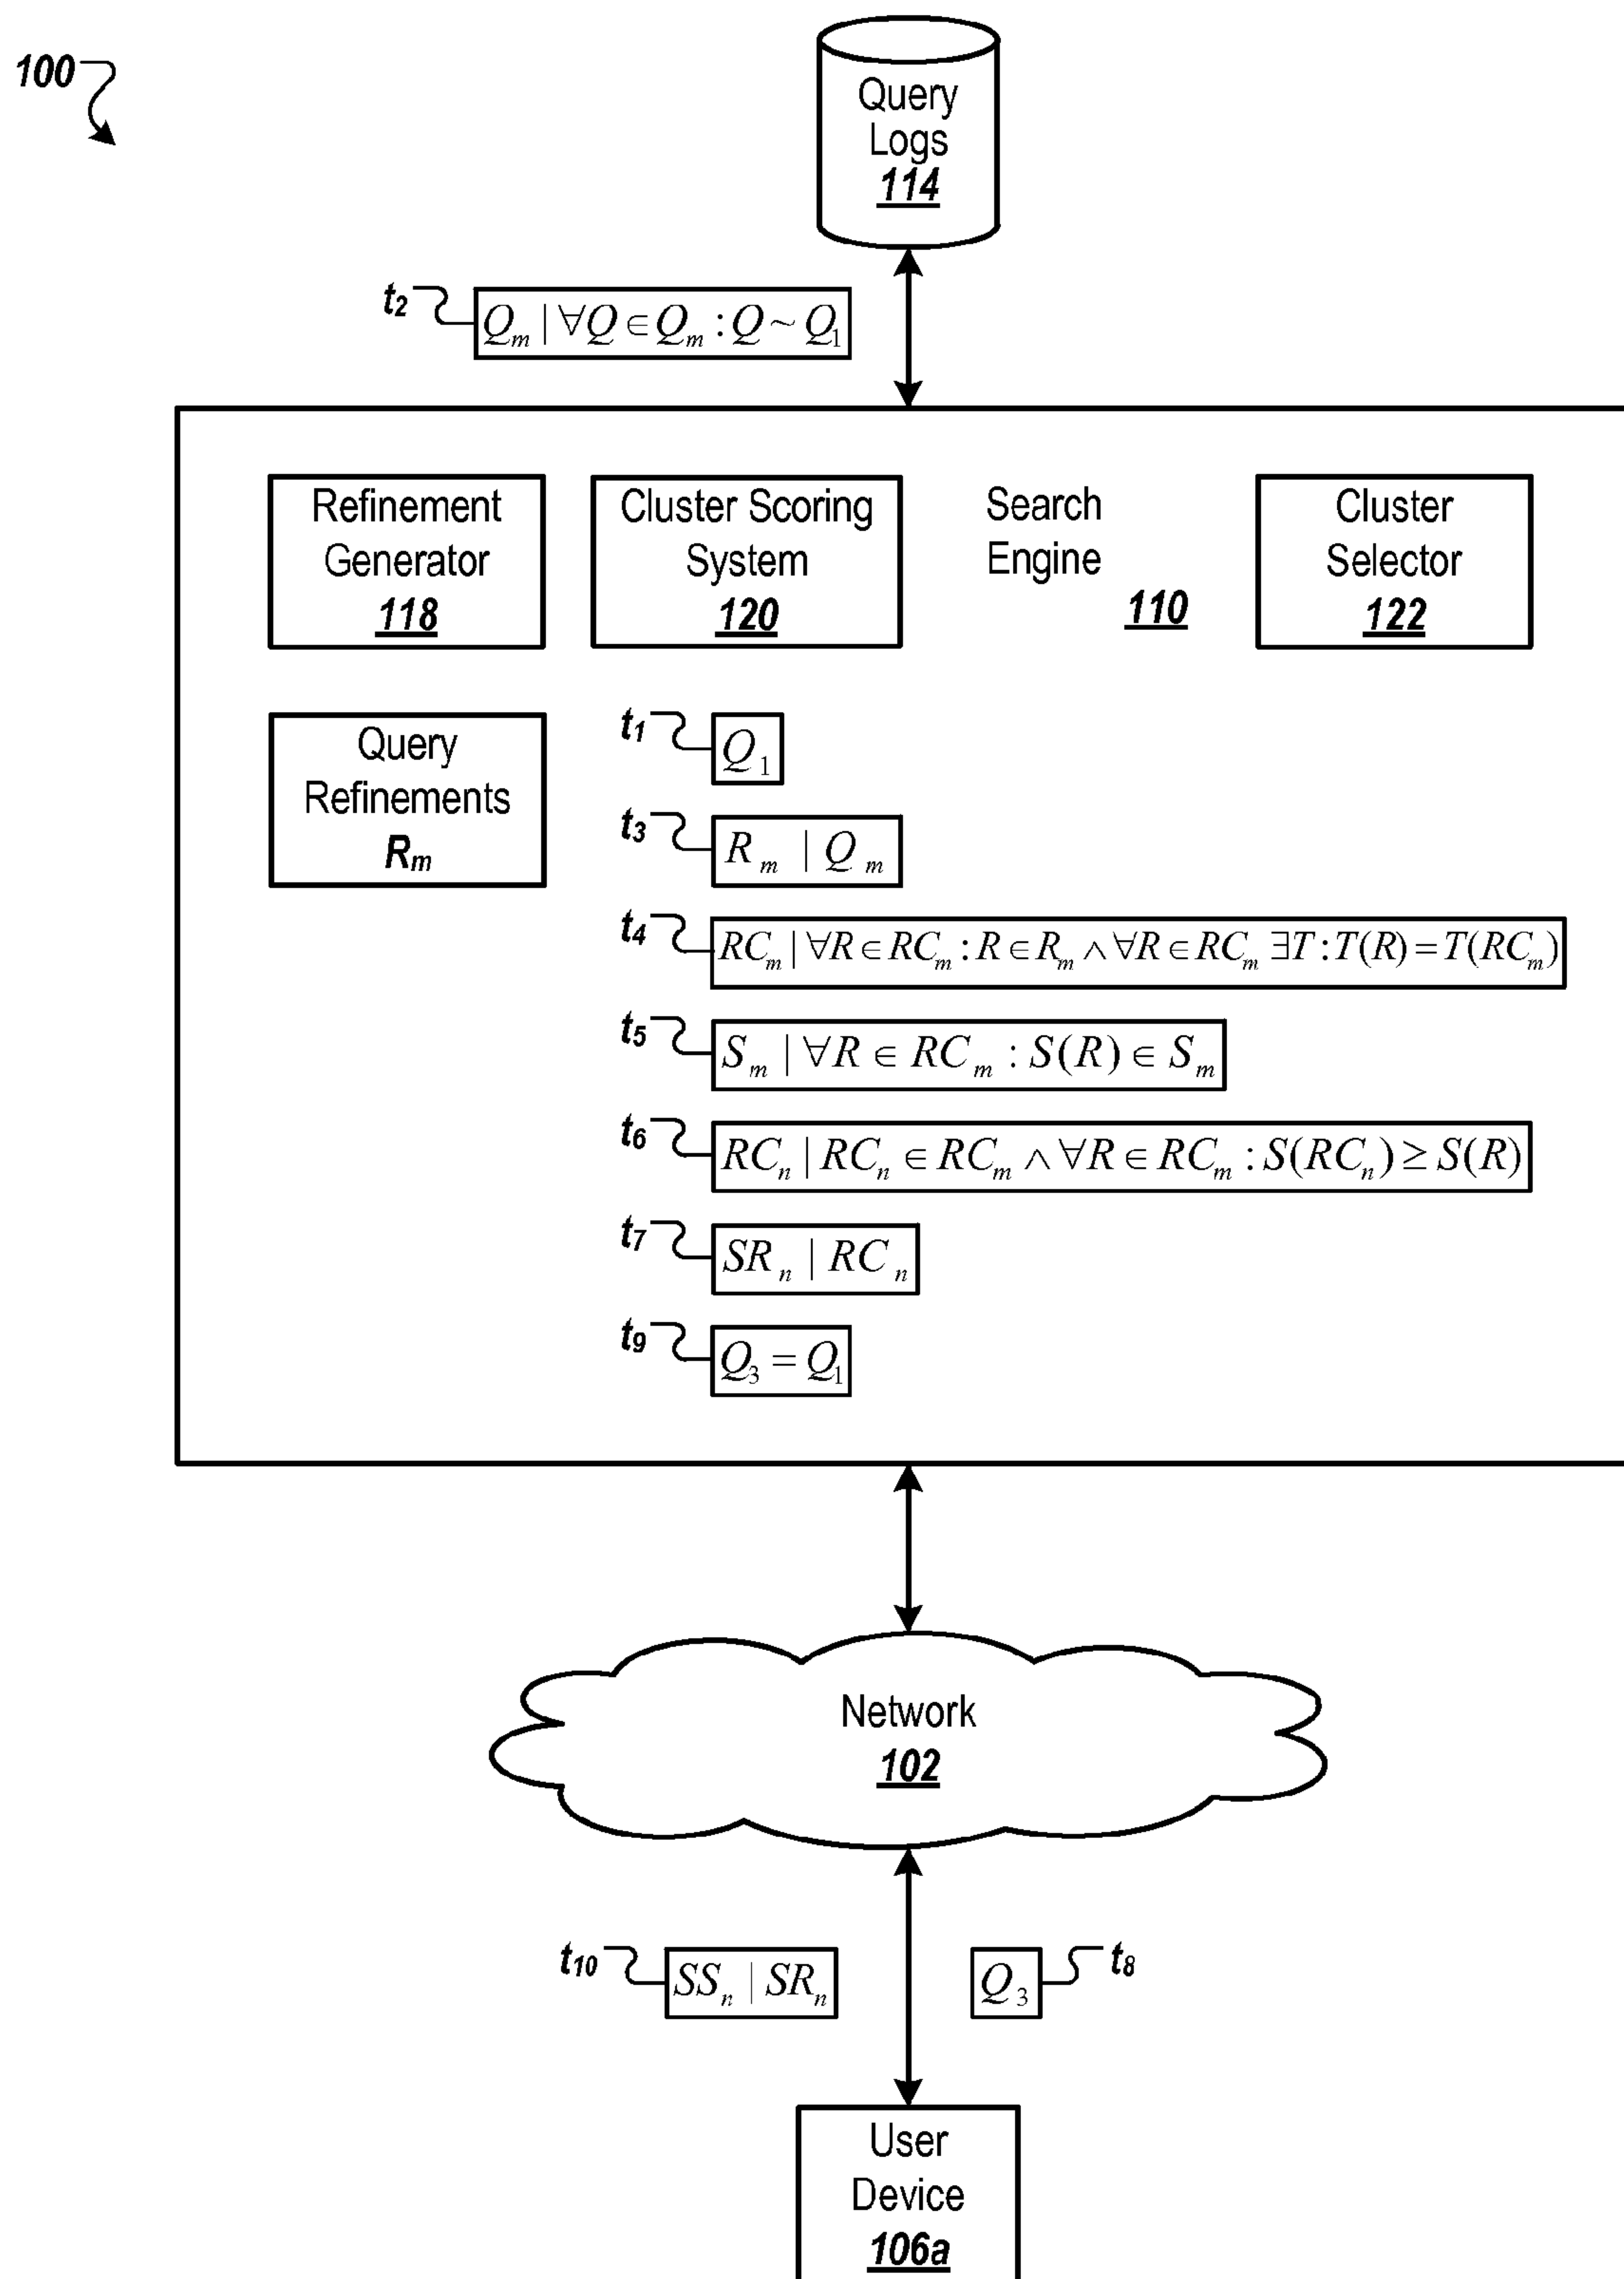 100
Query
Logs
114
t2
Qm | ∀Q ∈ Qm : Q ~ Q1
Refinement
Generator
118
Cluster Scoring
System
120
Search
Engine
110
Cluster
Selector
122
Query
Refinements
Rm
t1
Q1
t3
Rm | Qm
t4
RCm | ∀R ∈ RCm : R ∈ Rm ∧ ∀R ∈ RCm ∃T : T(R) = T(RCm)
t5
Sm | ∀R ∈ RCm : S(R) ∈ Sm
t6
RCn | RCn ∈ RCm ∧ ∀R ∈ RCm : S(RCn) ≥ S(R)
t7
SRn | RCn
t9
Q3 = Q1
Network
102
t10
SSn | SRn
Q3
t8
User
Device
106a